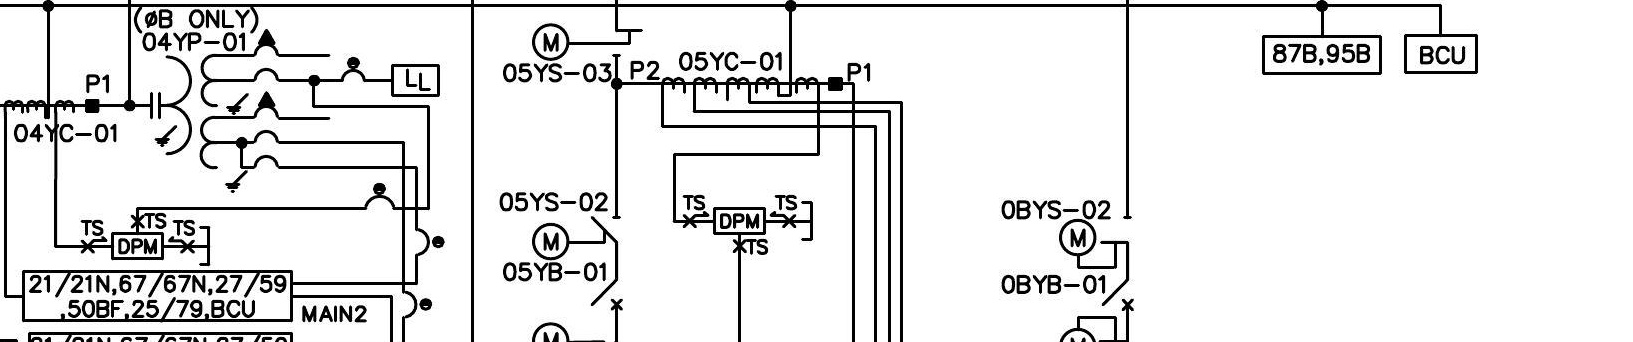 (ØB ONLY)
04YP-01
P1
04YC-01
LL
TS
TS
TS
DPM
21/21N,67/67N,27/59
,50BF,25/79,BCU
MAIN2
M
05YS-03
P2
05YC-01
P1
05YS-02
M
05YB-01
M
TS
TS
DPM
TS
0BYS-02
M
0BYB-01
M
87B,95B
BCU